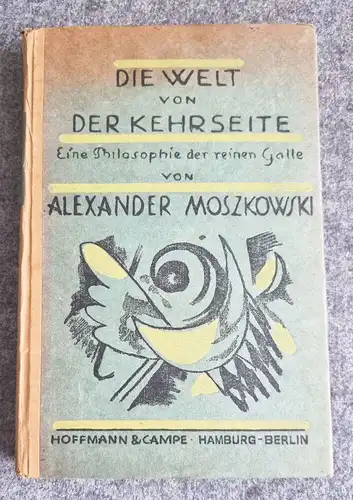 DIE WELT
VON
DER KEHRSEITE
Eine Philosophie der reinen Galle
VON
ALEXANDER MOSZKOWSKI
HOFFMANN & CAMPE · HAMBURG-BERLIN